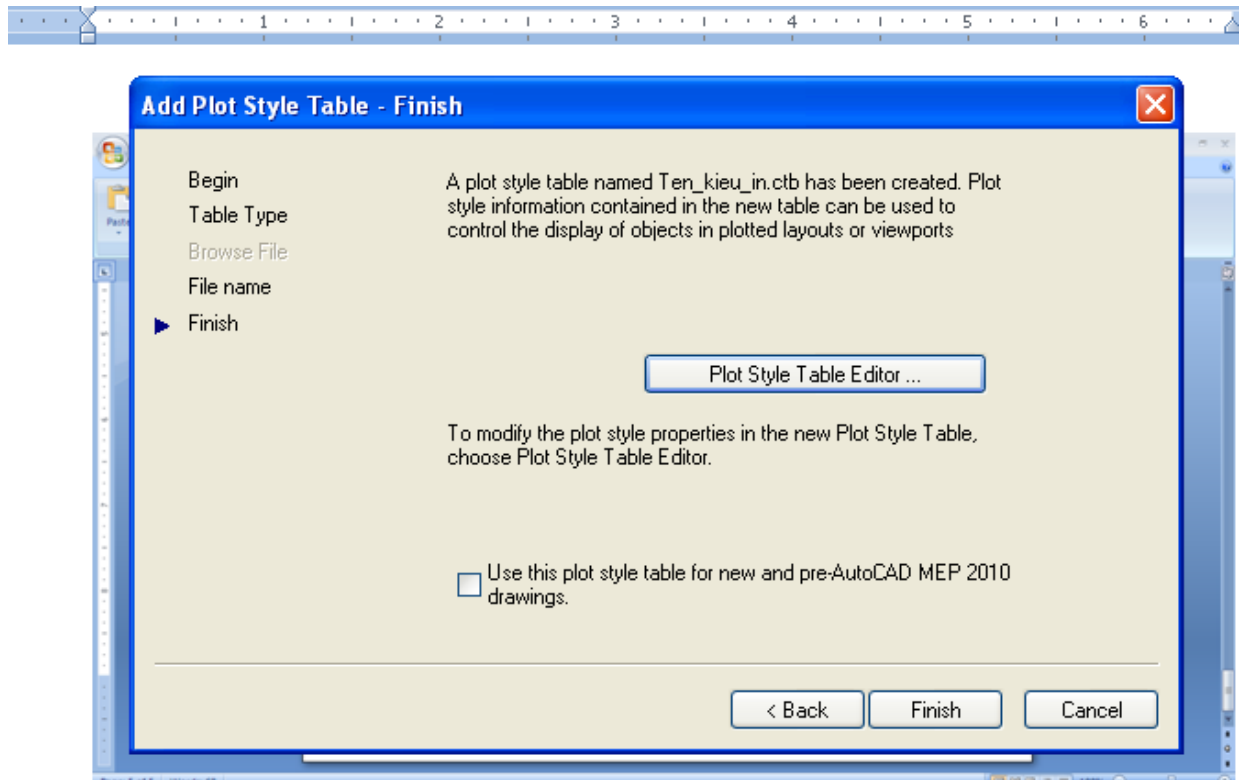 1 2 3 4 5 6
Add Plot Style Table - Finish
Paste
Begin
Table Type
Browse File
File name
Finish
A plot style table named Ten_kieu_in.ctb has been created. Plot
style information contained in the new table can be used to
control the display of objects in plotted layouts or viewports
Plot Style Table Editor ...
To modify the plot style properties in the new Plot Style Table,
choose Plot Style Table Editor.
Use this plot style table for new and pre-AutoCAD MEP 2010
drawings.
< Back
Finish
Cancel